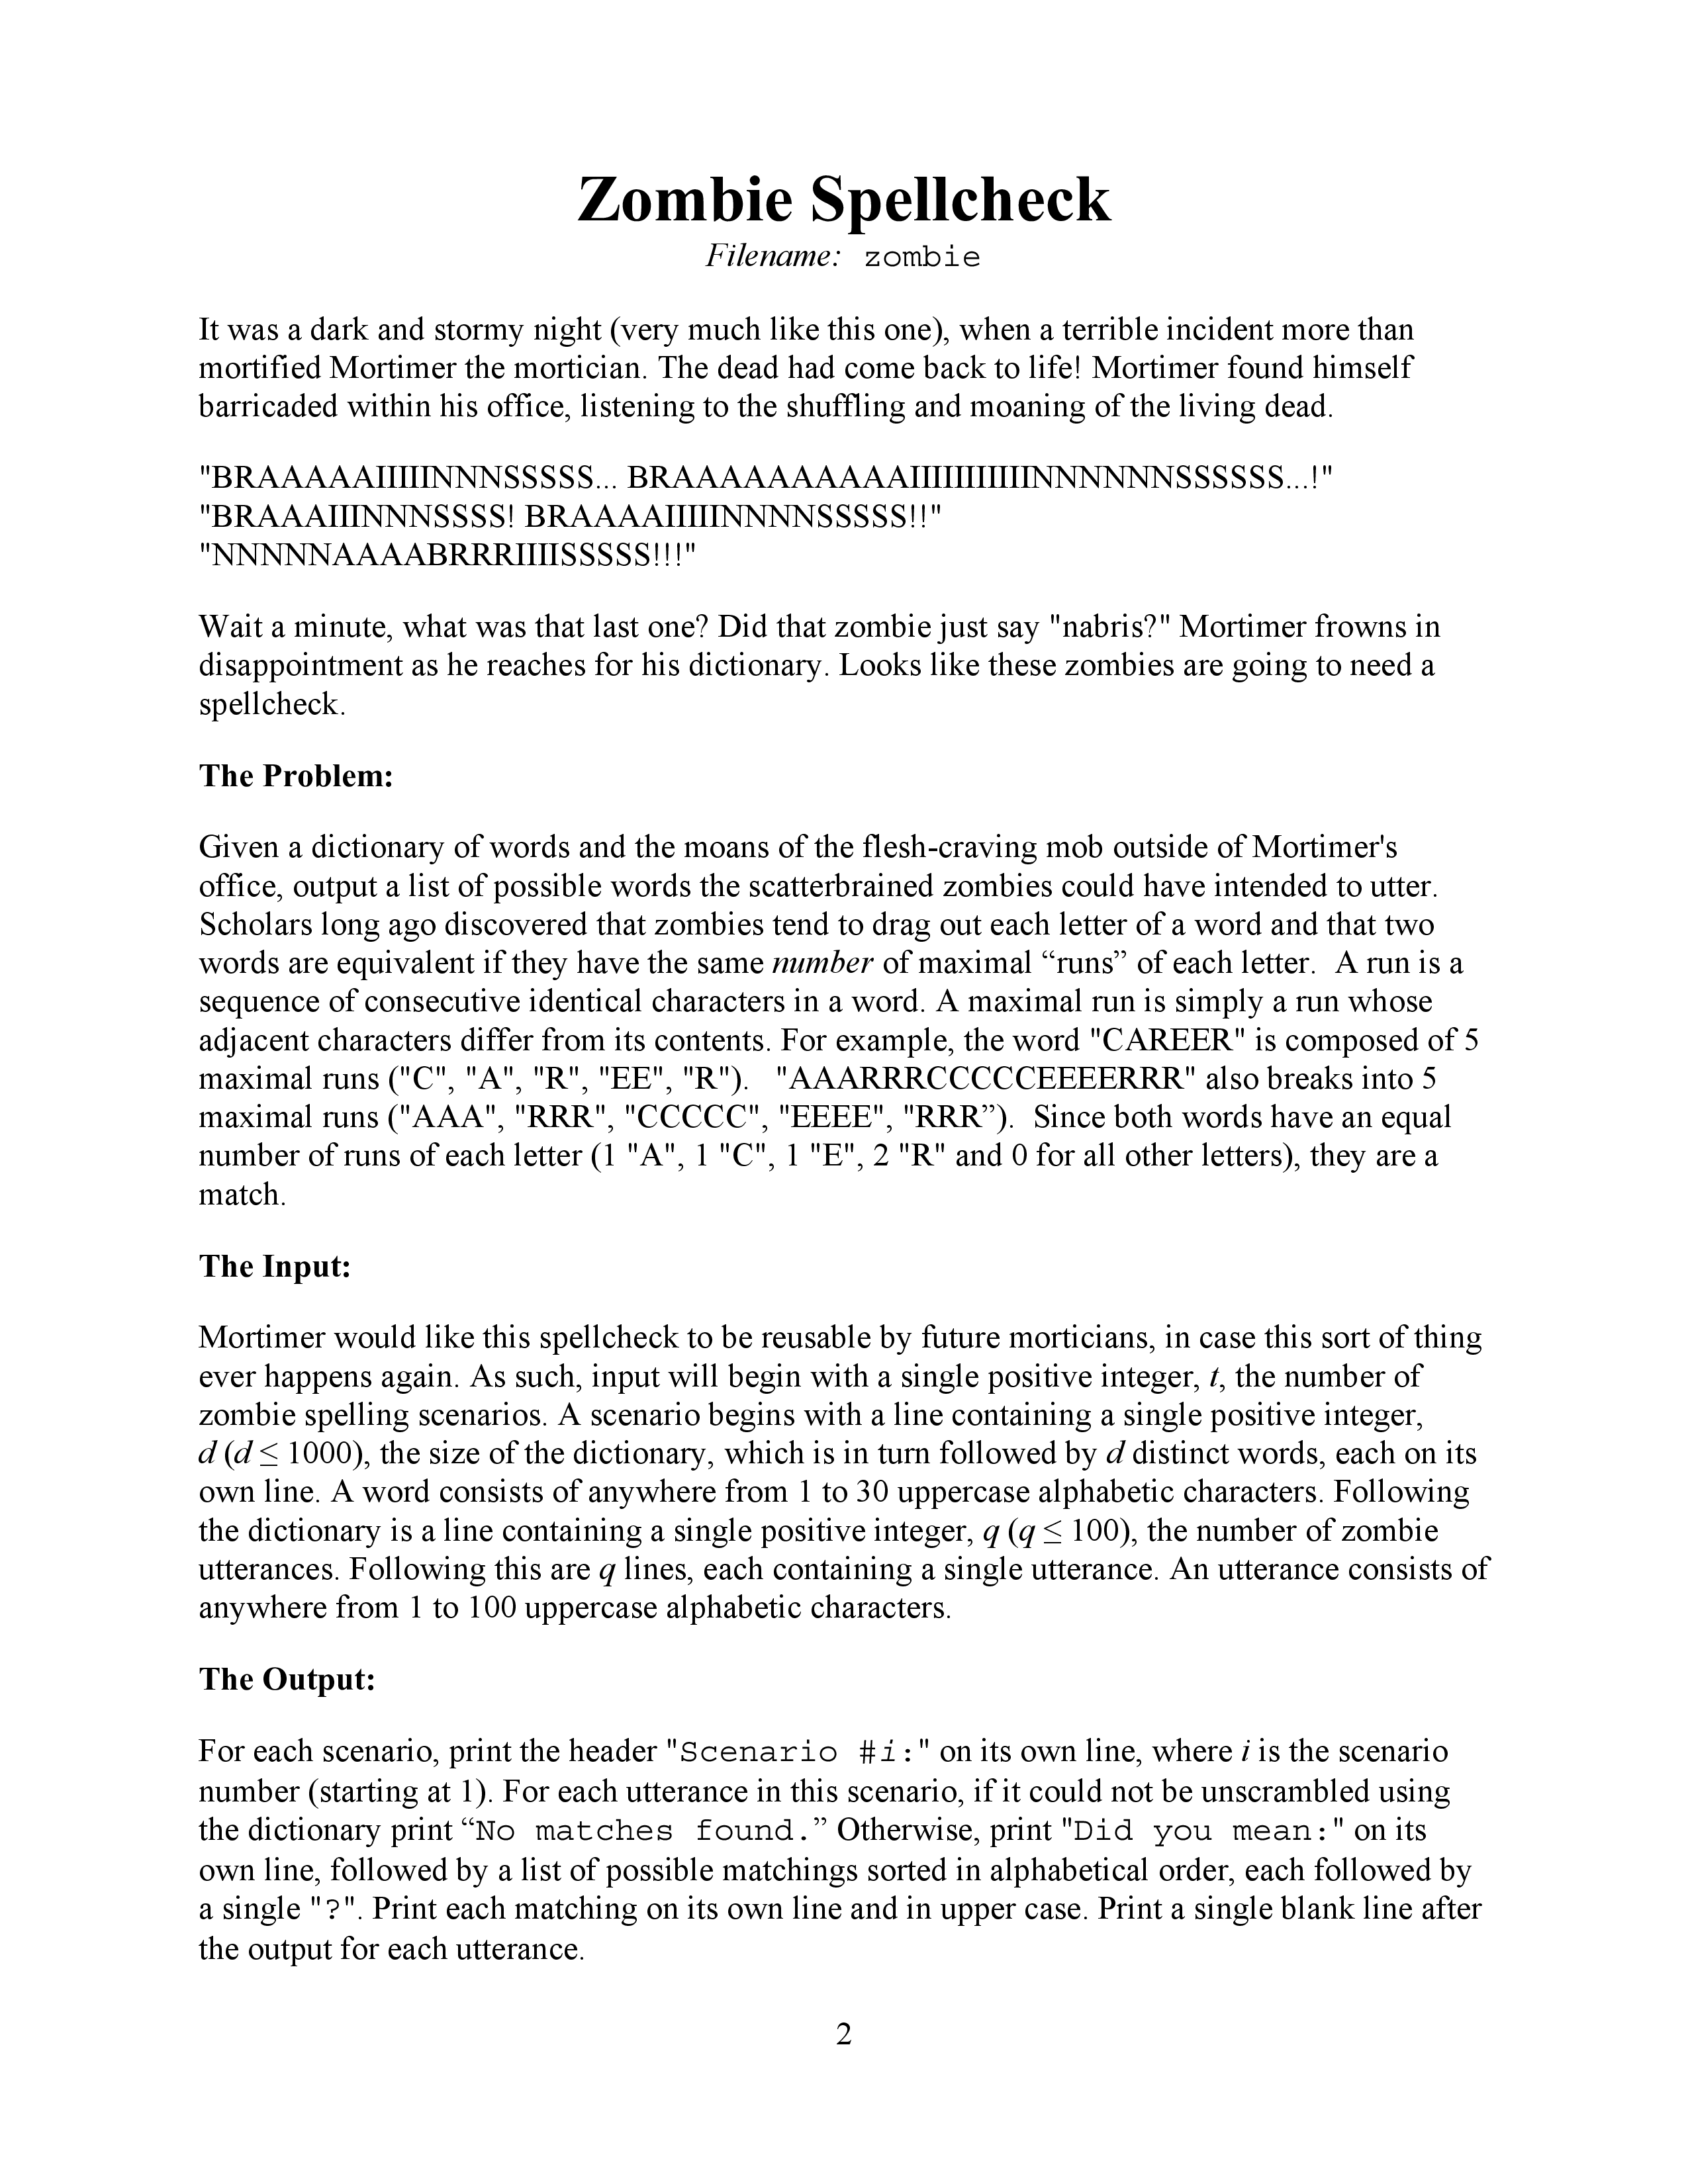 Zombie Spellcheck
Filename: zombie
It was a dark and stormy night (very much like this one), when a terrible incident more than
mortified Mortimer the mortician. The dead had come back to life! Mortimer found himself
barricaded within his office, listening to the shuffling and moaning of the living dead.
"BRAAAAAIIIIINNNSSSSS... BRAAAAAAAAAAIIIIIIIIIIINNNNNNSSSSSS...!"
"BRAAAIIINNNSSSS! BRAAAAIIIIINNNNSSSSS!!"
"NNNNNAAAABRRRIIIISSSSS!!!"
Wait a minute, what was that last one? Did that zombie just say "nabris?" Mortimer frowns in
disappointment as he reaches for his dictionary. Looks like these zombies are going to need a
spellcheck.
The Problem:
Given a dictionary of words and the moans of the flesh-craving mob outside of Mortimer's
office, output a list of possible words the scatterbrained zombies could have intended to utter.
Scholars long ago discovered that zombies tend to drag out each letter of a word and that two
words are equivalent if they have the same number of maximal “runs” of each letter.  A run is a
sequence of consecutive identical characters in a word. A maximal run is simply a run whose
adjacent characters differ from its contents. For example, the word "CAREER" is composed of 5
maximal runs ("C", "A", "R", "EE", "R").   "AAARRRCCCCCEEEERRR" also breaks into 5
maximal runs ("AAA", "RRR", "CCCCC", "EEEE", "RRR”).  Since both words have an equal
number of runs of each letter (1 "A", 1 "C", 1 "E", 2 "R" and 0 for all other letters), they are a
match.
The Input:
Mortimer would like this spellcheck to be reusable by future morticians, in case this sort of thing
ever happens again. As such, input will begin with a single positive integer, t, the number of
zombie spelling scenarios. A scenario begins with a line containing a single positive integer,
d (d ≤ 1000), the size of the dictionary, which is in turn followed by d distinct words, each on its
own line. A word consists of anywhere from 1 to 30 uppercase alphabetic characters. Following
the dictionary is a line containing a single positive integer, q (q ≤ 100), the number of zombie
utterances. Following this are q lines, each containing a single utterance. An utterance consists of
anywhere from 1 to 100 uppercase alphabetic characters.
The Output:
For each scenario, print the header "Scenario #i:" on its own line, where i is the scenario
number (starting at 1). For each utterance in this scenario, if it could not be unscrambled using
the dictionary print “No matches found.” Otherwise, print "Did you mean:" on its
own line, followed by a list of possible matchings sorted in alphabetical order, each followed by
a single "?". Print each matching on its own line and in upper case. Print a single blank line after
the output for each utterance.
2